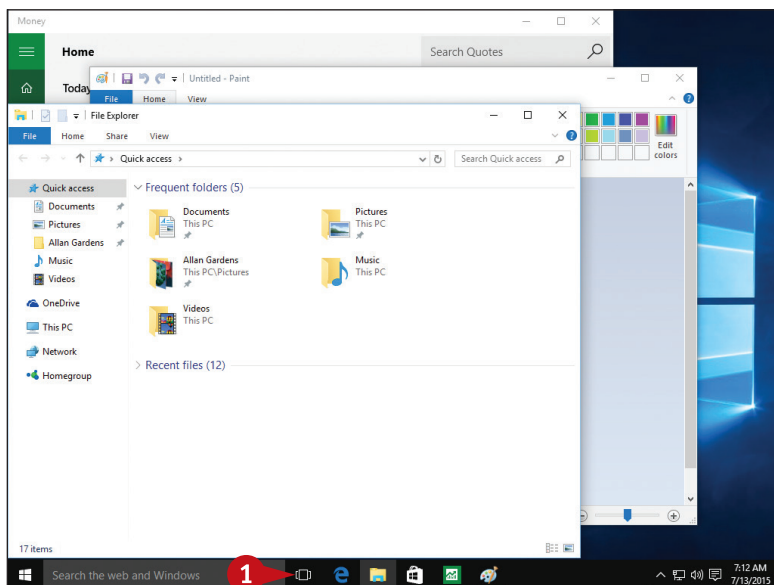 Money
Home
Search Quotes
Today
Untitled - Paint
File Home View
Edit
colors
File Explorer
File Home Share View
Quick access
Search Quick access
Quick access
Documents
Pictures
Allan Gardens
Music
Videos
OneDrive
This PC
Network
Homegroup
Frequent folders (5)
Documents
This PC
Pictures
This PC
Allan Gardens
This PC\Pictures
Music
This PC
Videos
This PC
Recent files (12)
17 items
Search the web and Windows
1
7:12 AM
7/13/2015